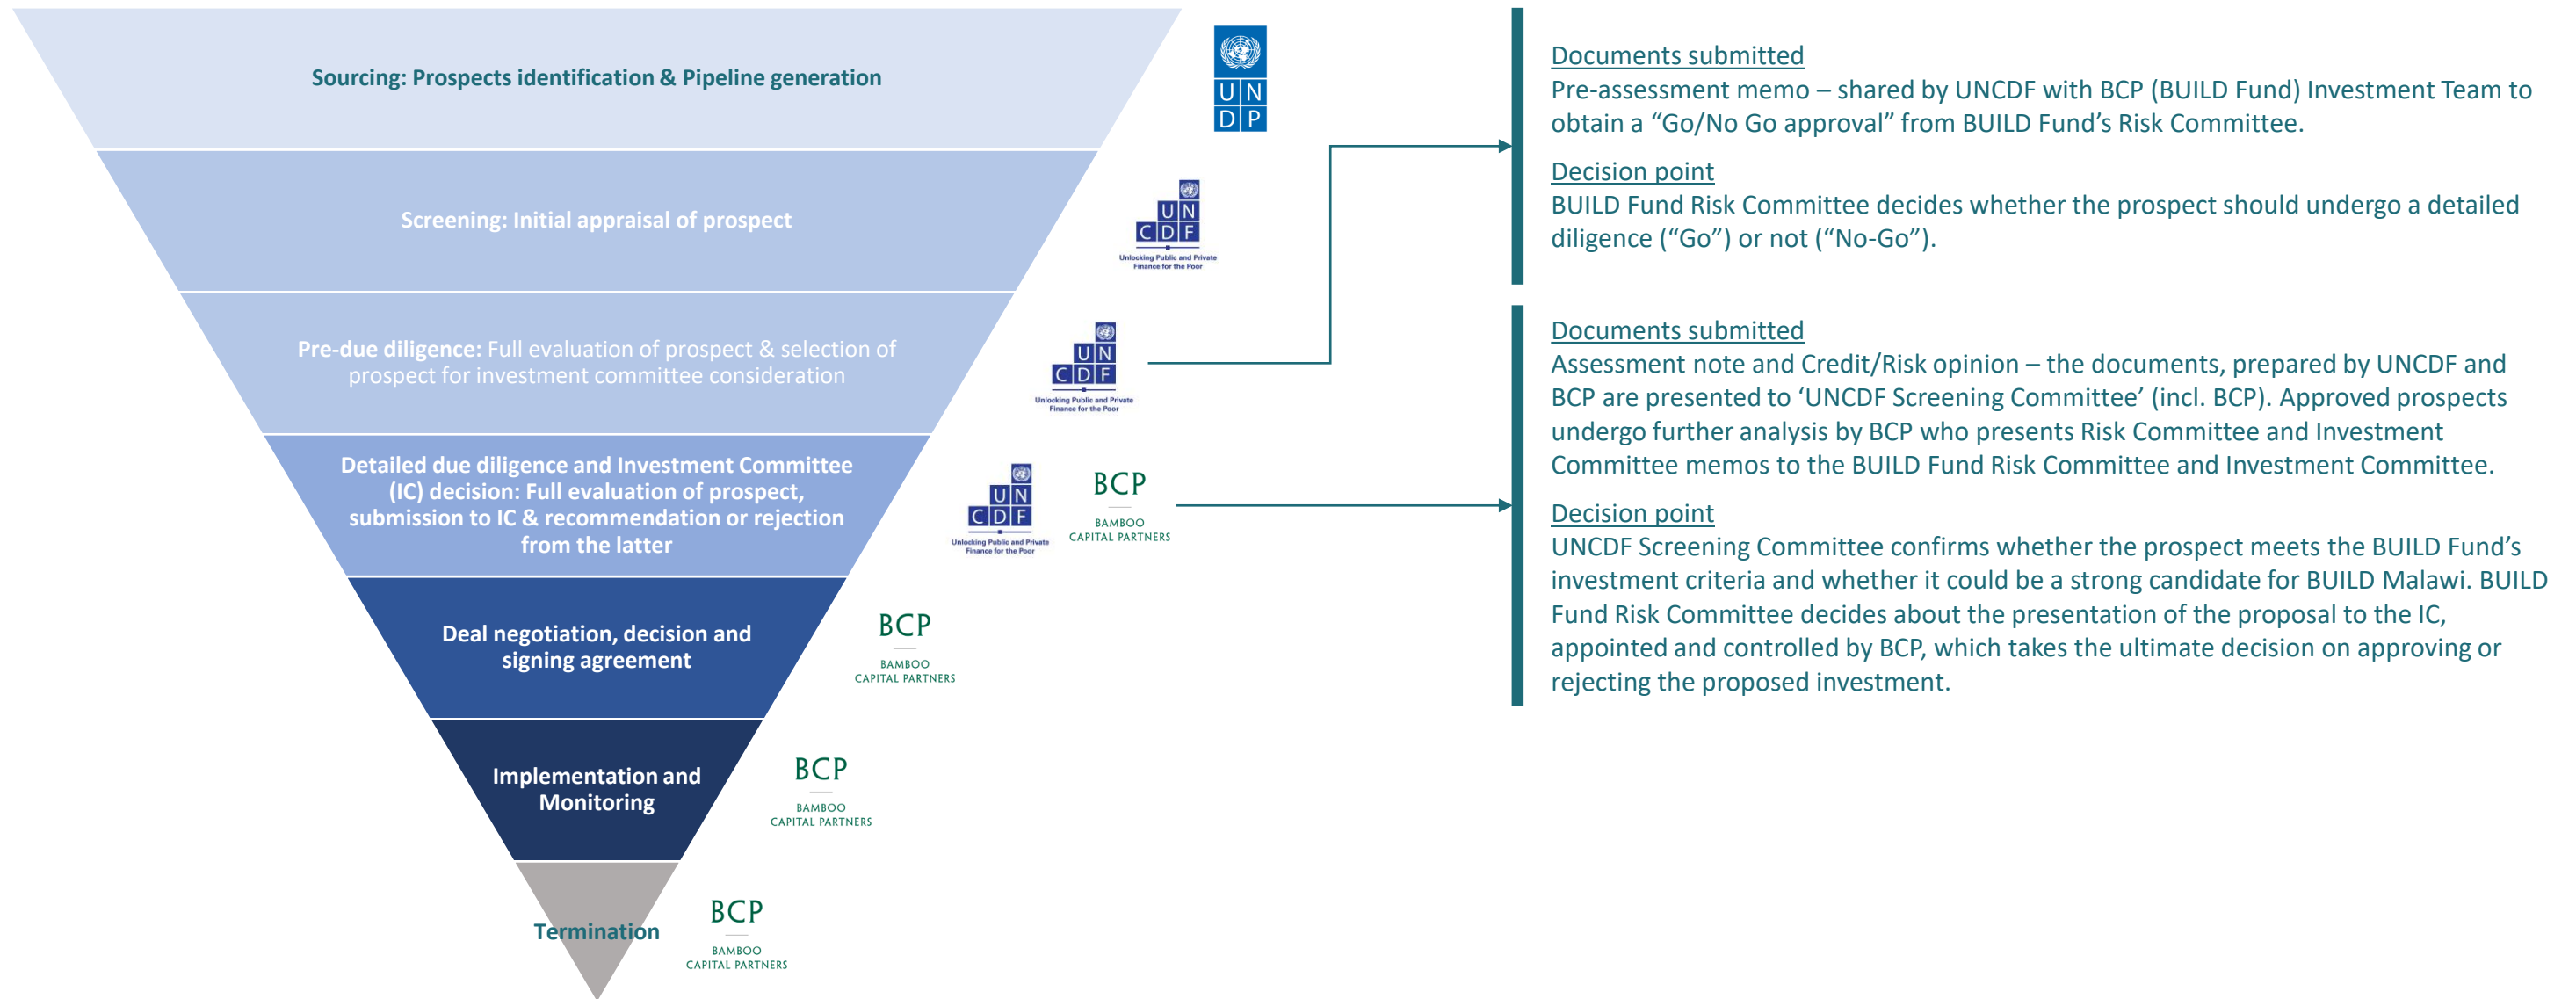 Sourcing: Prospects identification & Pipeline generation
U N
D P
Screening: Initial appraisal of prospect
U N
C D F
Unlocking Public and Private
Finance for the Poor
Pre-due diligence: Full evaluation of prospect & selection of
prospect for investment committee consideration
U N
C D F
Unlocking Public and Private
Finance for the Poor
Detailed due diligence and Investment Committee
(IC) decision: Full evaluation of prospect,
submission to IC & recommendation or rejection
from the latter
U N
C D F
Unlocking Public and Private
Finance for the Poor
BCP
BAMBOO
CAPITAL PARTNERS
Deal negotiation, decision and
signing agreement
BCP
BAMBOO
CAPITAL PARTNERS
Implementation and
Monitoring
BCP
BAMBOO
CAPITAL PARTNERS
Termination
BCP
BAMBOO
CAPITAL PARTNERS
Documents submitted
Pre-assessment memo – shared by UNCDF with BCP (BUILD Fund) Investment Team to
obtain a “Go/No Go approval” from BUILD Fund’s Risk Committee.
Decision point
BUILD Fund Risk Committee decides whether the prospect should undergo a detailed
diligence (“Go”) or not (“No-Go”).
Documents submitted
Assessment note and Credit/Risk opinion – the documents, prepared by UNCDF and
BCP are presented to ‘UNCDF Screening Committee’ (incl. BCP). Approved prospects
undergo further analysis by BCP who presents Risk Committee and Investment
Committee memos to the BUILD Fund Risk Committee and Investment Committee.
Decision point
UNCDF Screening Committee confirms whether the prospect meets the BUILD Fund’s
investment criteria and whether it could be a strong candidate for BUILD Malawi. BUILD
Fund Risk Committee decides about the presentation of the proposal to the IC,
appointed and controlled by BCP, which takes the ultimate decision on approving or
rejecting the proposed investment.